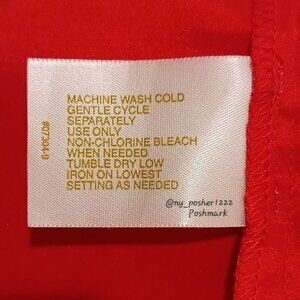 MACHINE WASH COLD
GENTLE CYCLE
SEPARATELY
USE ONLY
NON-CHLORINE BLEACH
WHEN NEEDED
TUMBLE DRY LOW
IRON ON LOWEST
SETTING AS NEEDED
#07304-9
@ny_posher1222
Poshmark